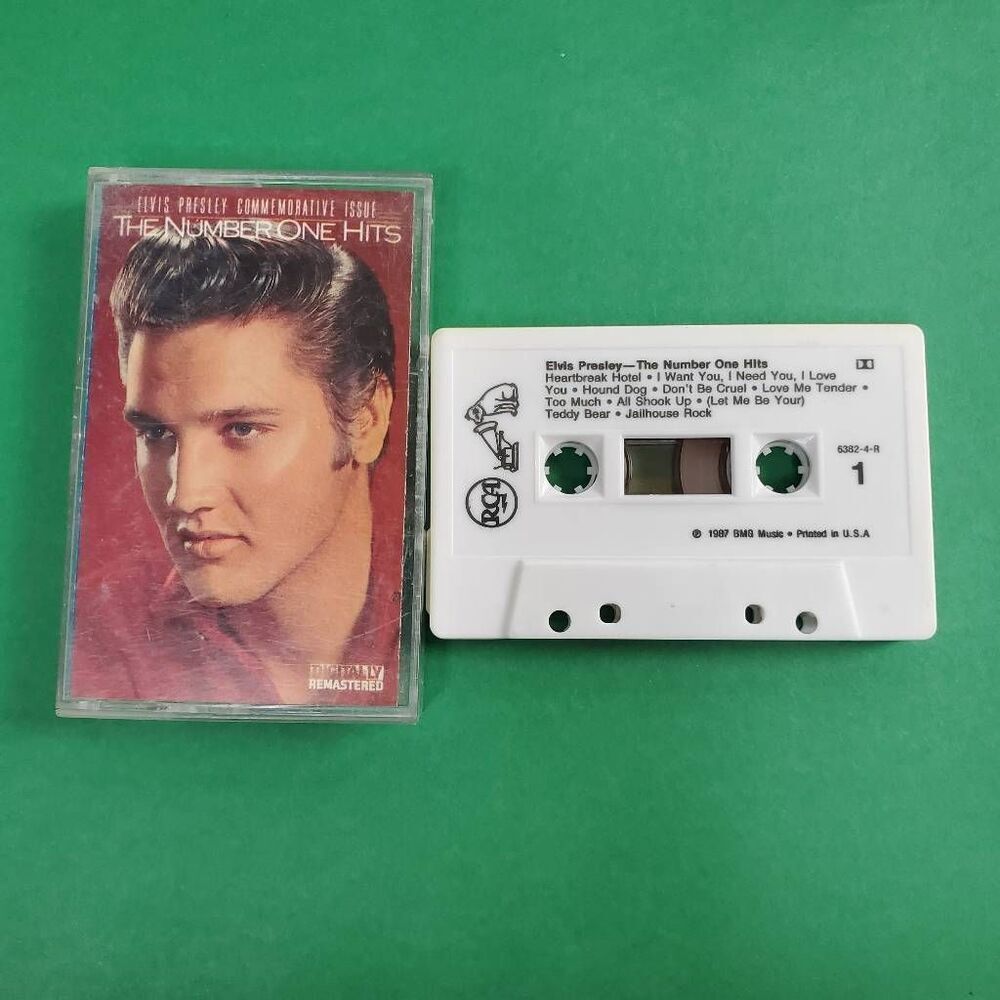 ELVIS PRESLEY COMMEMORATIVE ISSUE
THE NUMBER ONE HITS
DIGITALLY
REMASTERED
Elvis Presley—The Number One Hits
Heartbreak Hotel • I Want You, I Need You, I Love
You • Hound Dog • Don't Be Cruel • Love Me Tender •
Too Much • All Shook Up • (Let Me Be Your)
Teddy Bear • Jailhouse Rock
RCA
6382-4-R
1
℗ 1987 BMG Music • Printed in U.S.A